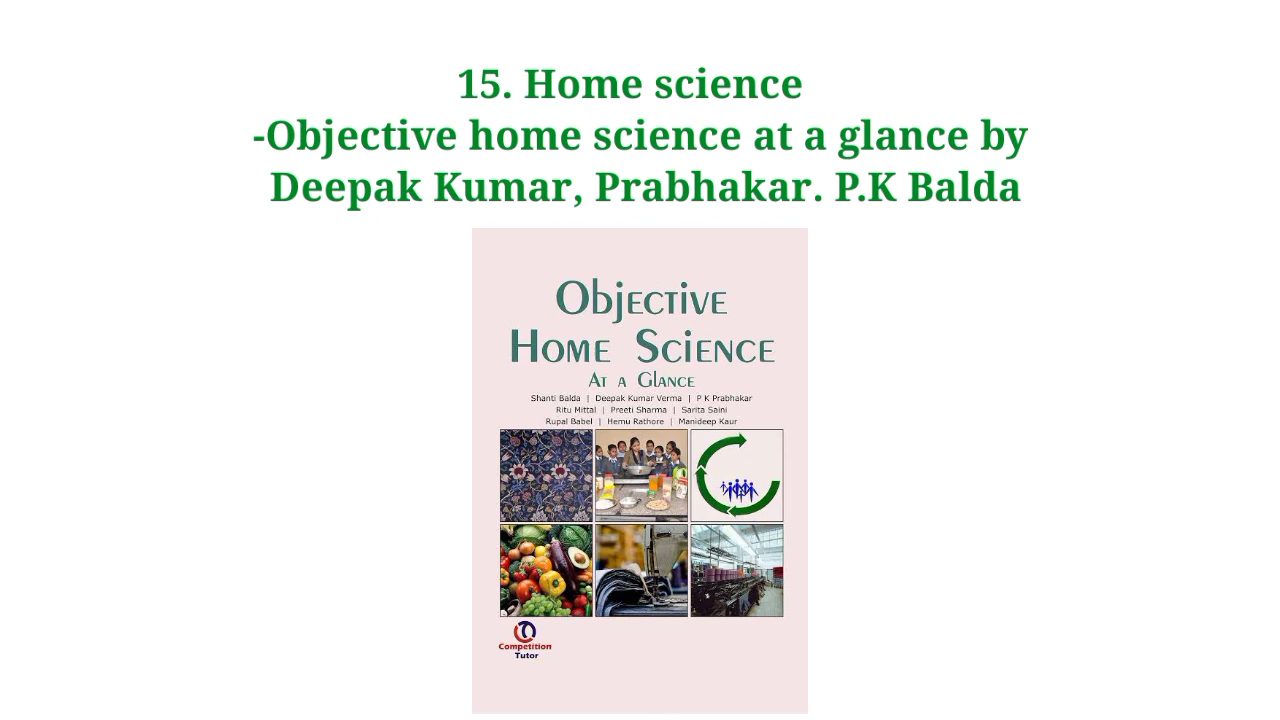 15. Home science
-Objective home science at a glance by
Deepak Kumar, Prabhakar. P.K Balda
Objective
Home Science
At a Glance
Shanti Balda | Deepak Kumar Verma | P K Prabhakar
Ritu Mittal | Preeti Sharma | Sarita Saini
Rupal Babel | Hemu Rathore | Manideep Kaur
Competition
Tutor